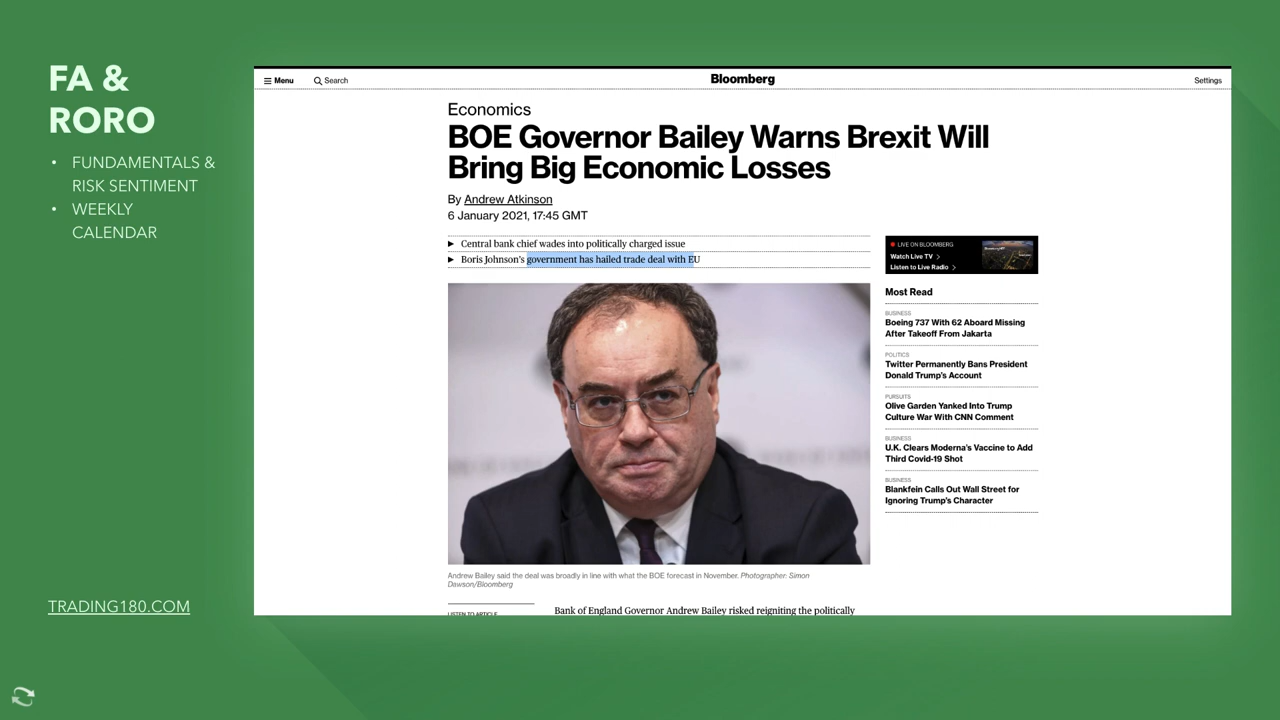 FA &
RORO
• FUNDAMENTALS &
RISK SENTIMENT
• WEEKLY
CALENDAR
TRADING180.COM
Menu
Search
Bloomberg
Settings
Economics
BOE Governor Bailey Warns Brexit Will
Bring Big Economic Losses
By Andrew Atkinson
6 January 2021, 17:45 GMT
▶ Central bank chief wades into politically charged issue
▶ Boris Johnson's government has hailed trade deal with EU
Andrew Bailey said the deal was broadly in line with what the BOE forecast in November. Photographer: Simon
Dawson/Bloomberg
LISTEN TO ARTICLE
Bank of England Governor Andrew Bailey risked reigniting the politically
LIVE ON BLOOMBERG
Watch Live TV >
Listen to Live Radio >
Most Read
BUSINESS
Boeing 737 With 62 Aboard Missing
After Takeoff From Jakarta
POLITICS
Twitter Permanently Bans President
Donald Trump's Account
PURSUITS
Olive Garden Yanked Into Trump
Culture War With CNN Comment
BUSINESS
U.K. Clears Moderna's Vaccine to Add
Third Covid-19 Shot
BUSINESS
Blankfein Calls Out Wall Street for
Ignoring Trump's Character